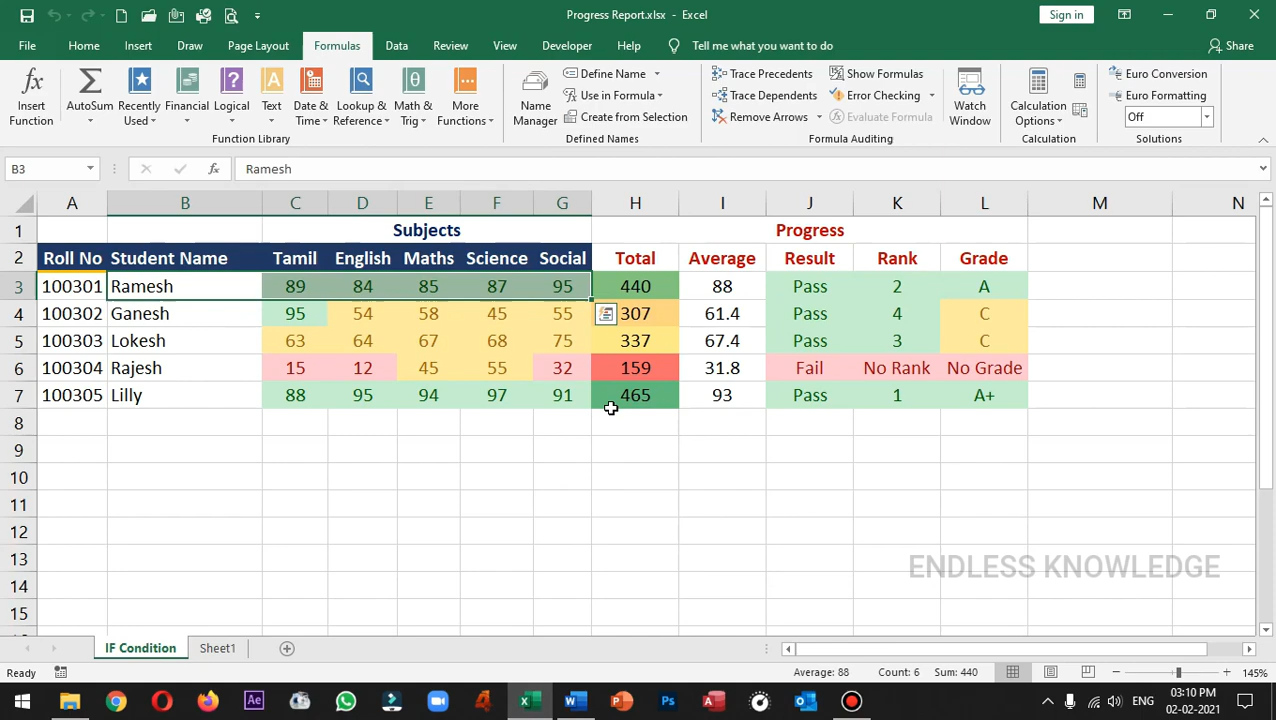 Progress Report.xlsx - Excel
Sign in
File Home Insert Draw Page Layout Formulas Data Review View Developer Help Tell me what you want to do Share
Insert Function
AutoSum
Recently Used
Financial
Logical
Text
Date & Time
Lookup & Reference
Math & Trig
More Functions
Function Library
Name Manager
Define Name
Use in Formula
Create from Selection
Defined Names
Trace Precedents
Trace Dependents
Remove Arrows
Show Formulas
Error Checking
Evaluate Formula
Formula Auditing
Watch Window
Calculation Options
Calculation
Euro Conversion
Euro Formatting
Off
Solutions
B3 fx Ramesh
A B C D E F G H I J K L M N
1 Subjects Progress
2 Roll No Student Name Tamil English Maths Science Social Total Average Result Rank Grade
3 100301 Ramesh 89 84 85 87 95 440 88 Pass 2 A
4 100302 Ganesh 95 54 58 45 55 307 61.4 Pass 4 C
5 100303 Lokesh 63 64 67 68 75 337 67.4 Pass 3 C
6 100304 Rajesh 15 12 45 55 32 159 31.8 Fail No Rank No Grade
7 100305 Lilly 88 95 94 97 91 465 93 Pass 1 A+
8
9
10
11
12
13
ENDLESS KNOWLEDGE
14
15
IF Condition Sheet1
Ready Average: 88 Count: 6 Sum: 440 145%
ENG 03:10 PM
02-02-2021